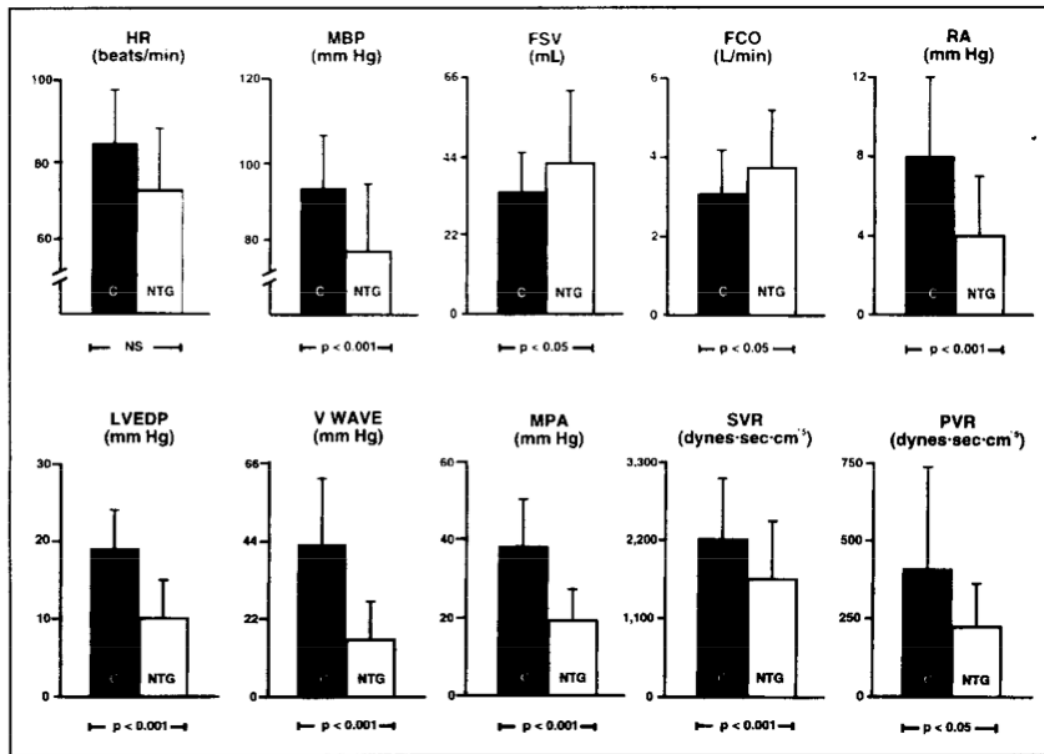 HR
(beats/min)
100
80
60
C
NTG
NS
MBP
(mm Hg)
120
100
80
C
NTG
p < 0.001
FSV
(mL)
66
44
22
0
C
NTG
p < 0.05
FCO
(L/min)
6
4
2
0
C
NTG
p < 0.05
RA
(mm Hg)
12
8
4
0
C
NTG
p < 0.001
LVEDP
(mm Hg)
30
20
10
0
C
NTG
p < 0.001
V WAVE
(mm Hg)
66
44
22
0
C
NTG
p < 0.001
MPA
(mm Hg)
60
40
20
0
C
NTG
p < 0.001
SVR
(dynes·sec·cm⁻⁵)
3,300
2,200
1,100
0
C
NTG
p < 0.001
PVR
(dynes·sec·cm⁻⁵)
750
500
250
0
C
NTG
p < 0.05